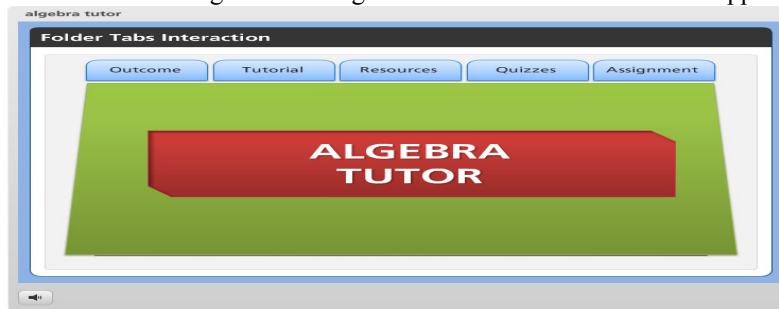 algebra tutor
Folder Tabs Interaction
Outcome Tutorial Resources Quizzes Assignment
ALGEBRA
TUTOR